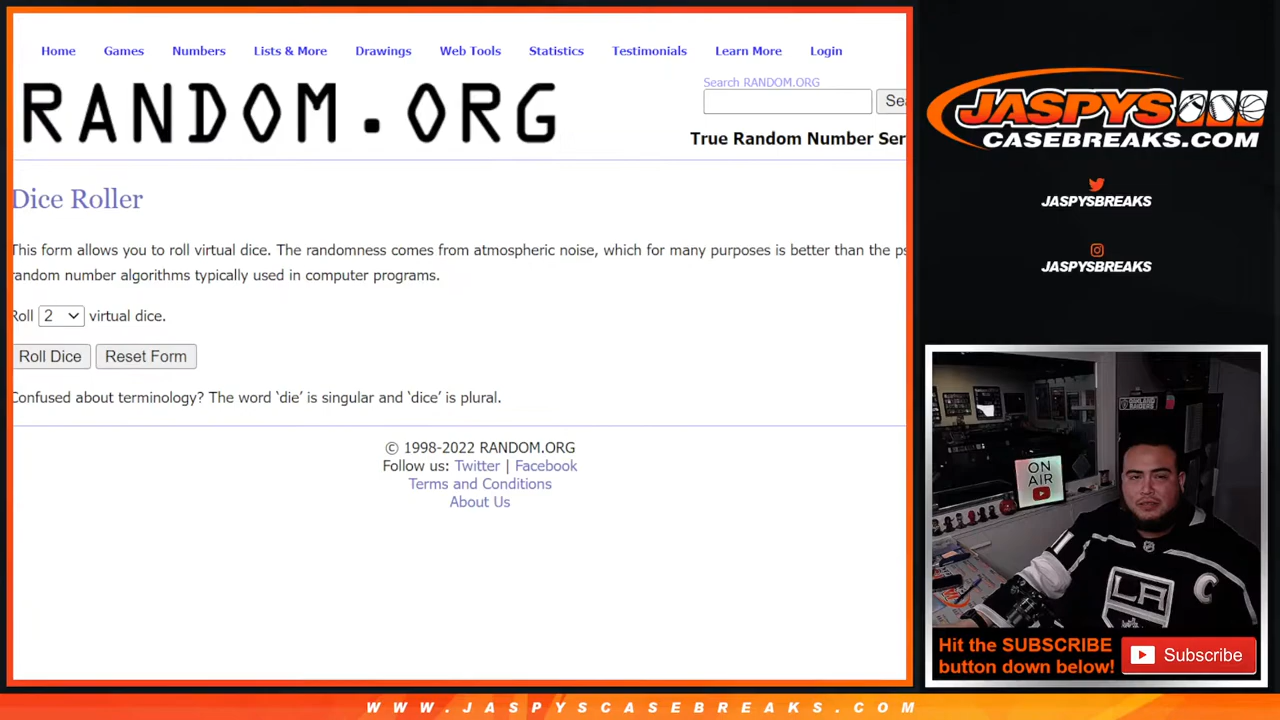 Home Games Numbers Lists & More Drawings Web Tools Statistics Testimonials Learn More Login
RANDOM.ORG
Search RANDOM.ORG
Sea
True Random Number Ser
Dice Roller
This form allows you to roll virtual dice. The randomness comes from atmospheric noise, which for many purposes is better than the ps
random number algorithms typically used in computer programs.
Roll 2 virtual dice.
Roll Dice Reset Form
Confused about terminology? The word ‘die’ is singular and ‘dice’ is plural.
© 1998-2022 RANDOM.ORG
Follow us: Twitter | Facebook
Terms and Conditions
About Us
JASPYS
CASEBREAKS.COM
JASPYSBREAKS
JASPYSBREAKS
OAKLAND
RAIDERS
ON
AIR
LA
C
Hit the SUBSCRIBE
button down below!
Subscribe
WWW.JASPYSCASEBREAKS.COM